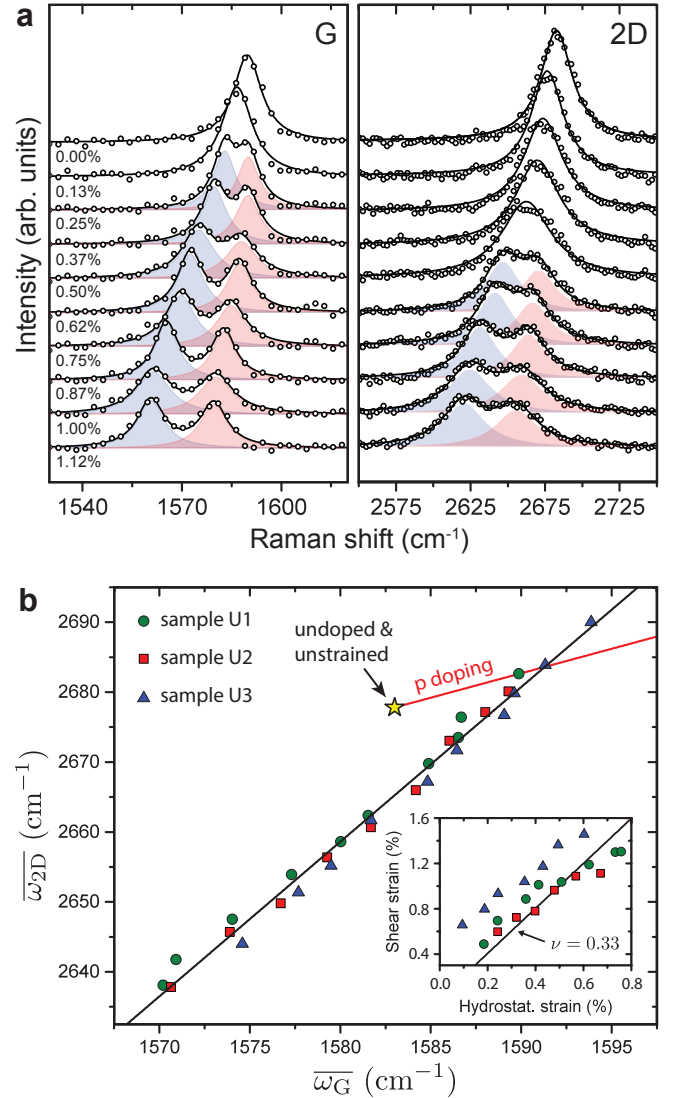 a
G
2D
0.00%
0.13%
0.25%
0.37%
0.50%
0.62%
0.75%
0.87%
1.00%
1.12%
Intensity (arb. units)
1540 1570 1600
2575 2625 2675 2725
Raman shift (cm⁻¹)
b
sample U1
sample U2
sample U3
undoped &
unstrained
p doping
2690
2680
2670
2660
2650
2640
ω̅2D (cm⁻¹)
1.6
1.2
0.8
0.4
Shear strain (%)
ν = 0.33
0.0 0.2 0.4 0.6 0.8
Hydrostat. strain (%)
1570 1575 1580 1585 1590 1595
ω̅G (cm⁻¹)